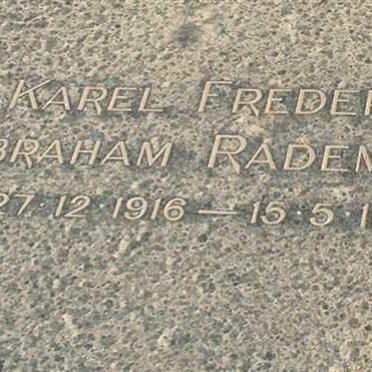 KAREL FREDER
BRAHAM RADEM
27·12·1916 — 15·5·1